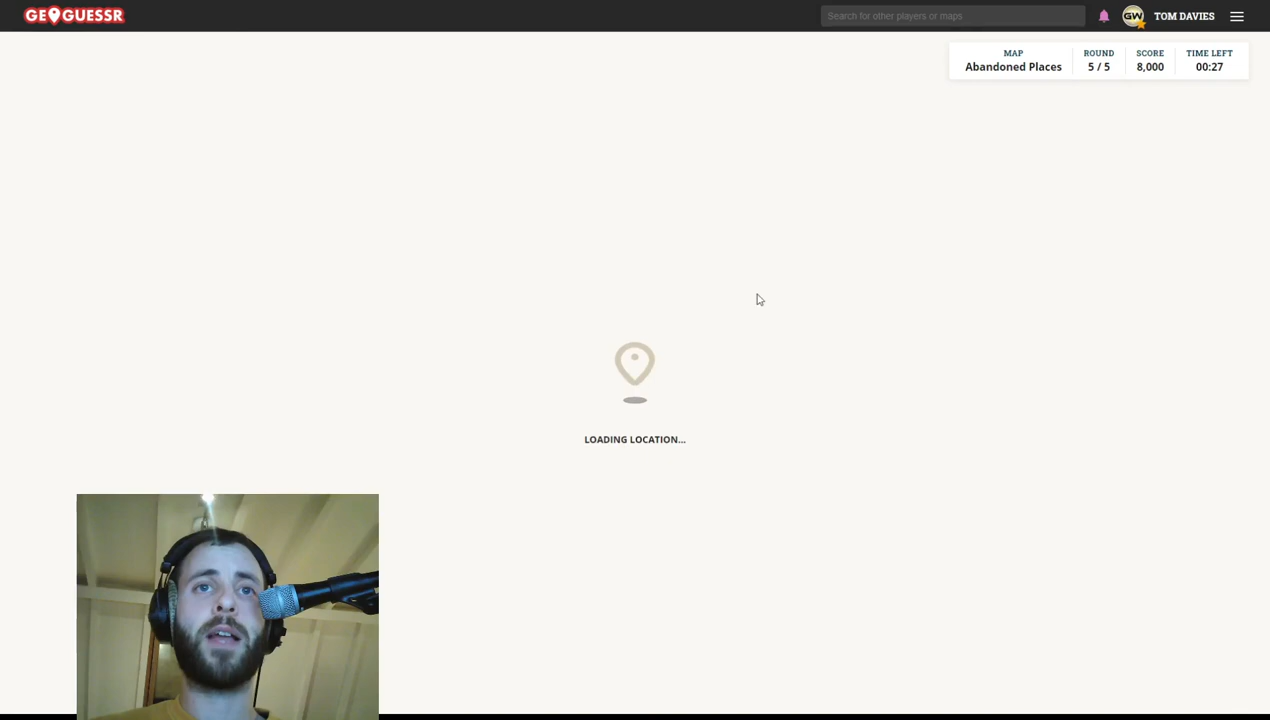 GEOGUESSR
Search for other players or maps
GW
TOM DAVIES
MAP
Abandoned Places
ROUND
5 / 5
SCORE
8,000
TIME LEFT
00:27
LOADING LOCATION...